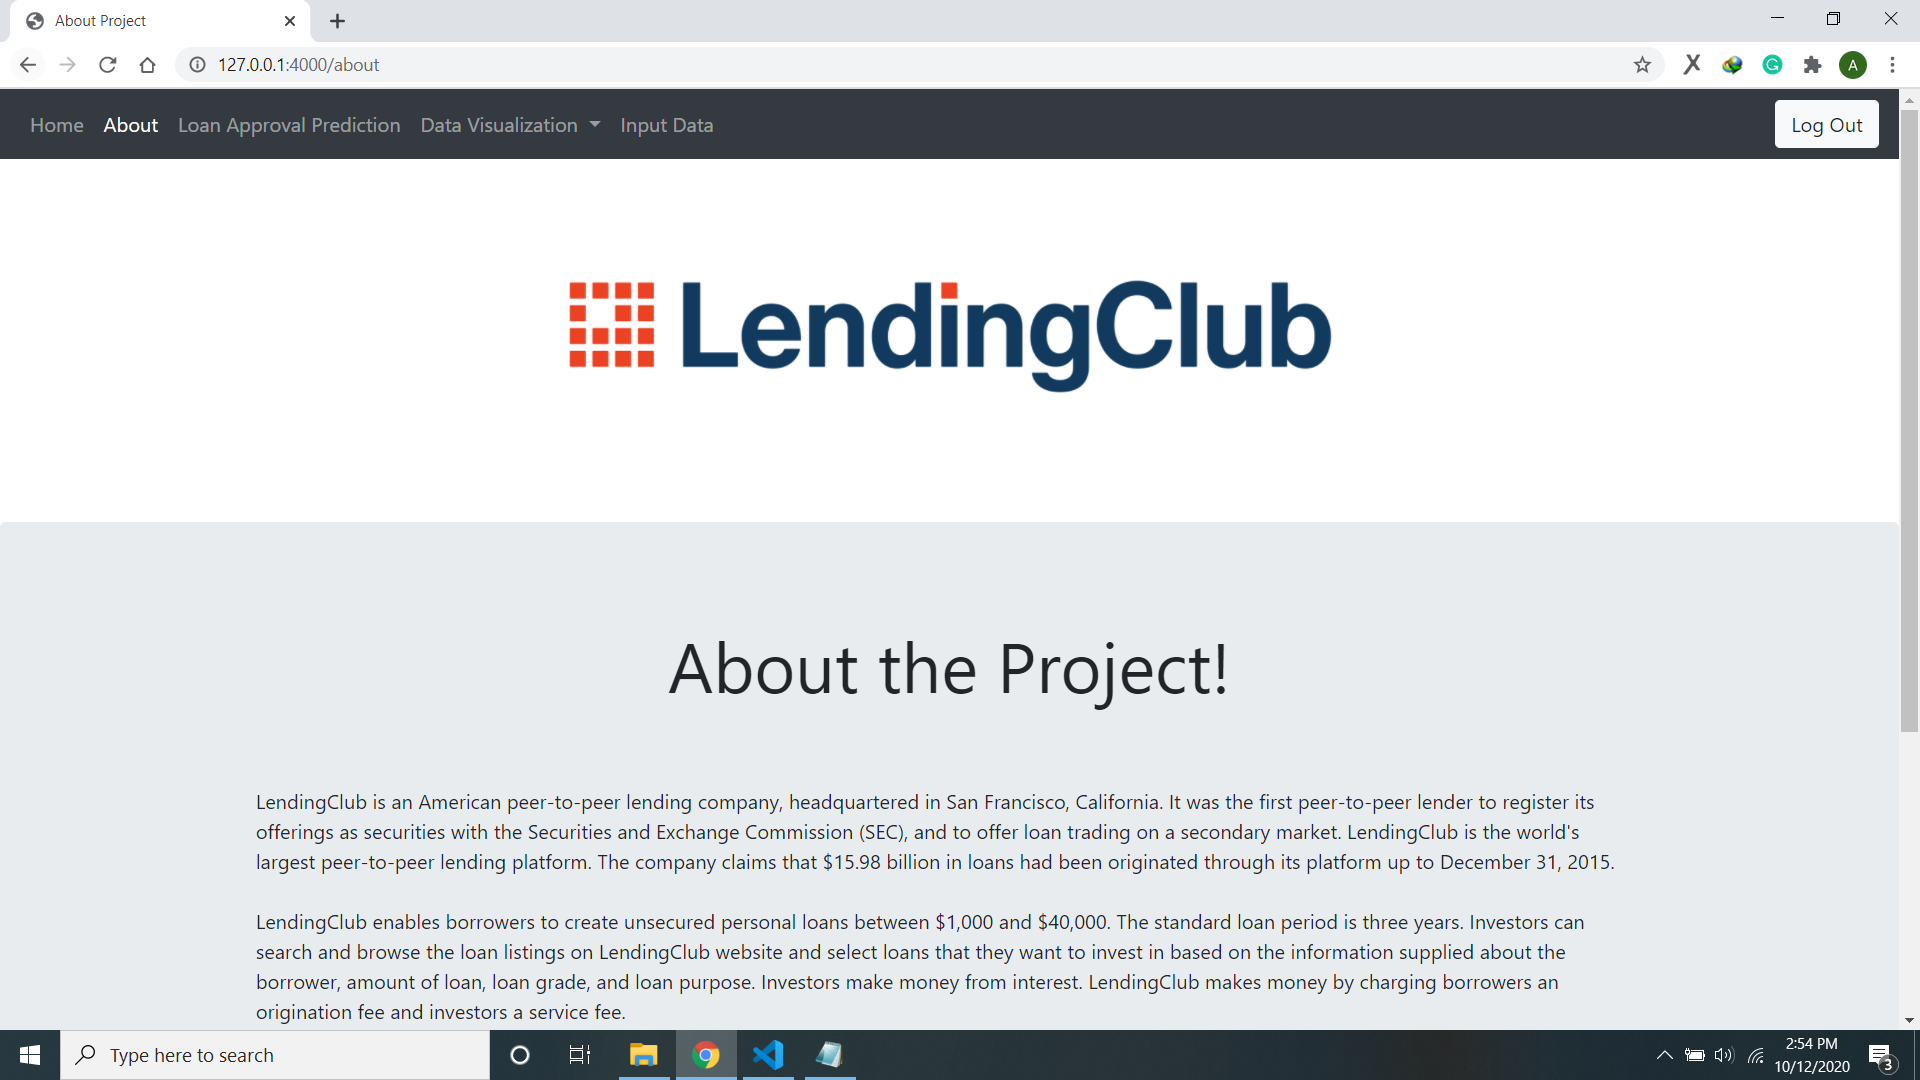 About Project
127.0.0.1:4000/about
A
Home About Loan Approval Prediction Data Visualization Input Data Log Out
LendingClub
About the Project!
LendingClub is an American peer-to-peer lending company, headquartered in San Francisco, California. It was the first peer-to-peer lender to register its
offerings as securities with the Securities and Exchange Commission (SEC), and to offer loan trading on a secondary market. LendingClub is the world's
largest peer-to-peer lending platform. The company claims that $15.98 billion in loans had been originated through its platform up to December 31, 2015.
LendingClub enables borrowers to create unsecured personal loans between $1,000 and $40,000. The standard loan period is three years. Investors can
search and browse the loan listings on LendingClub website and select loans that they want to invest in based on the information supplied about the
borrower, amount of loan, loan grade, and loan purpose. Investors make money from interest. LendingClub makes money by charging borrowers an
origination fee and investors a service fee.
Type here to search
2:54 PM
10/12/2020
3